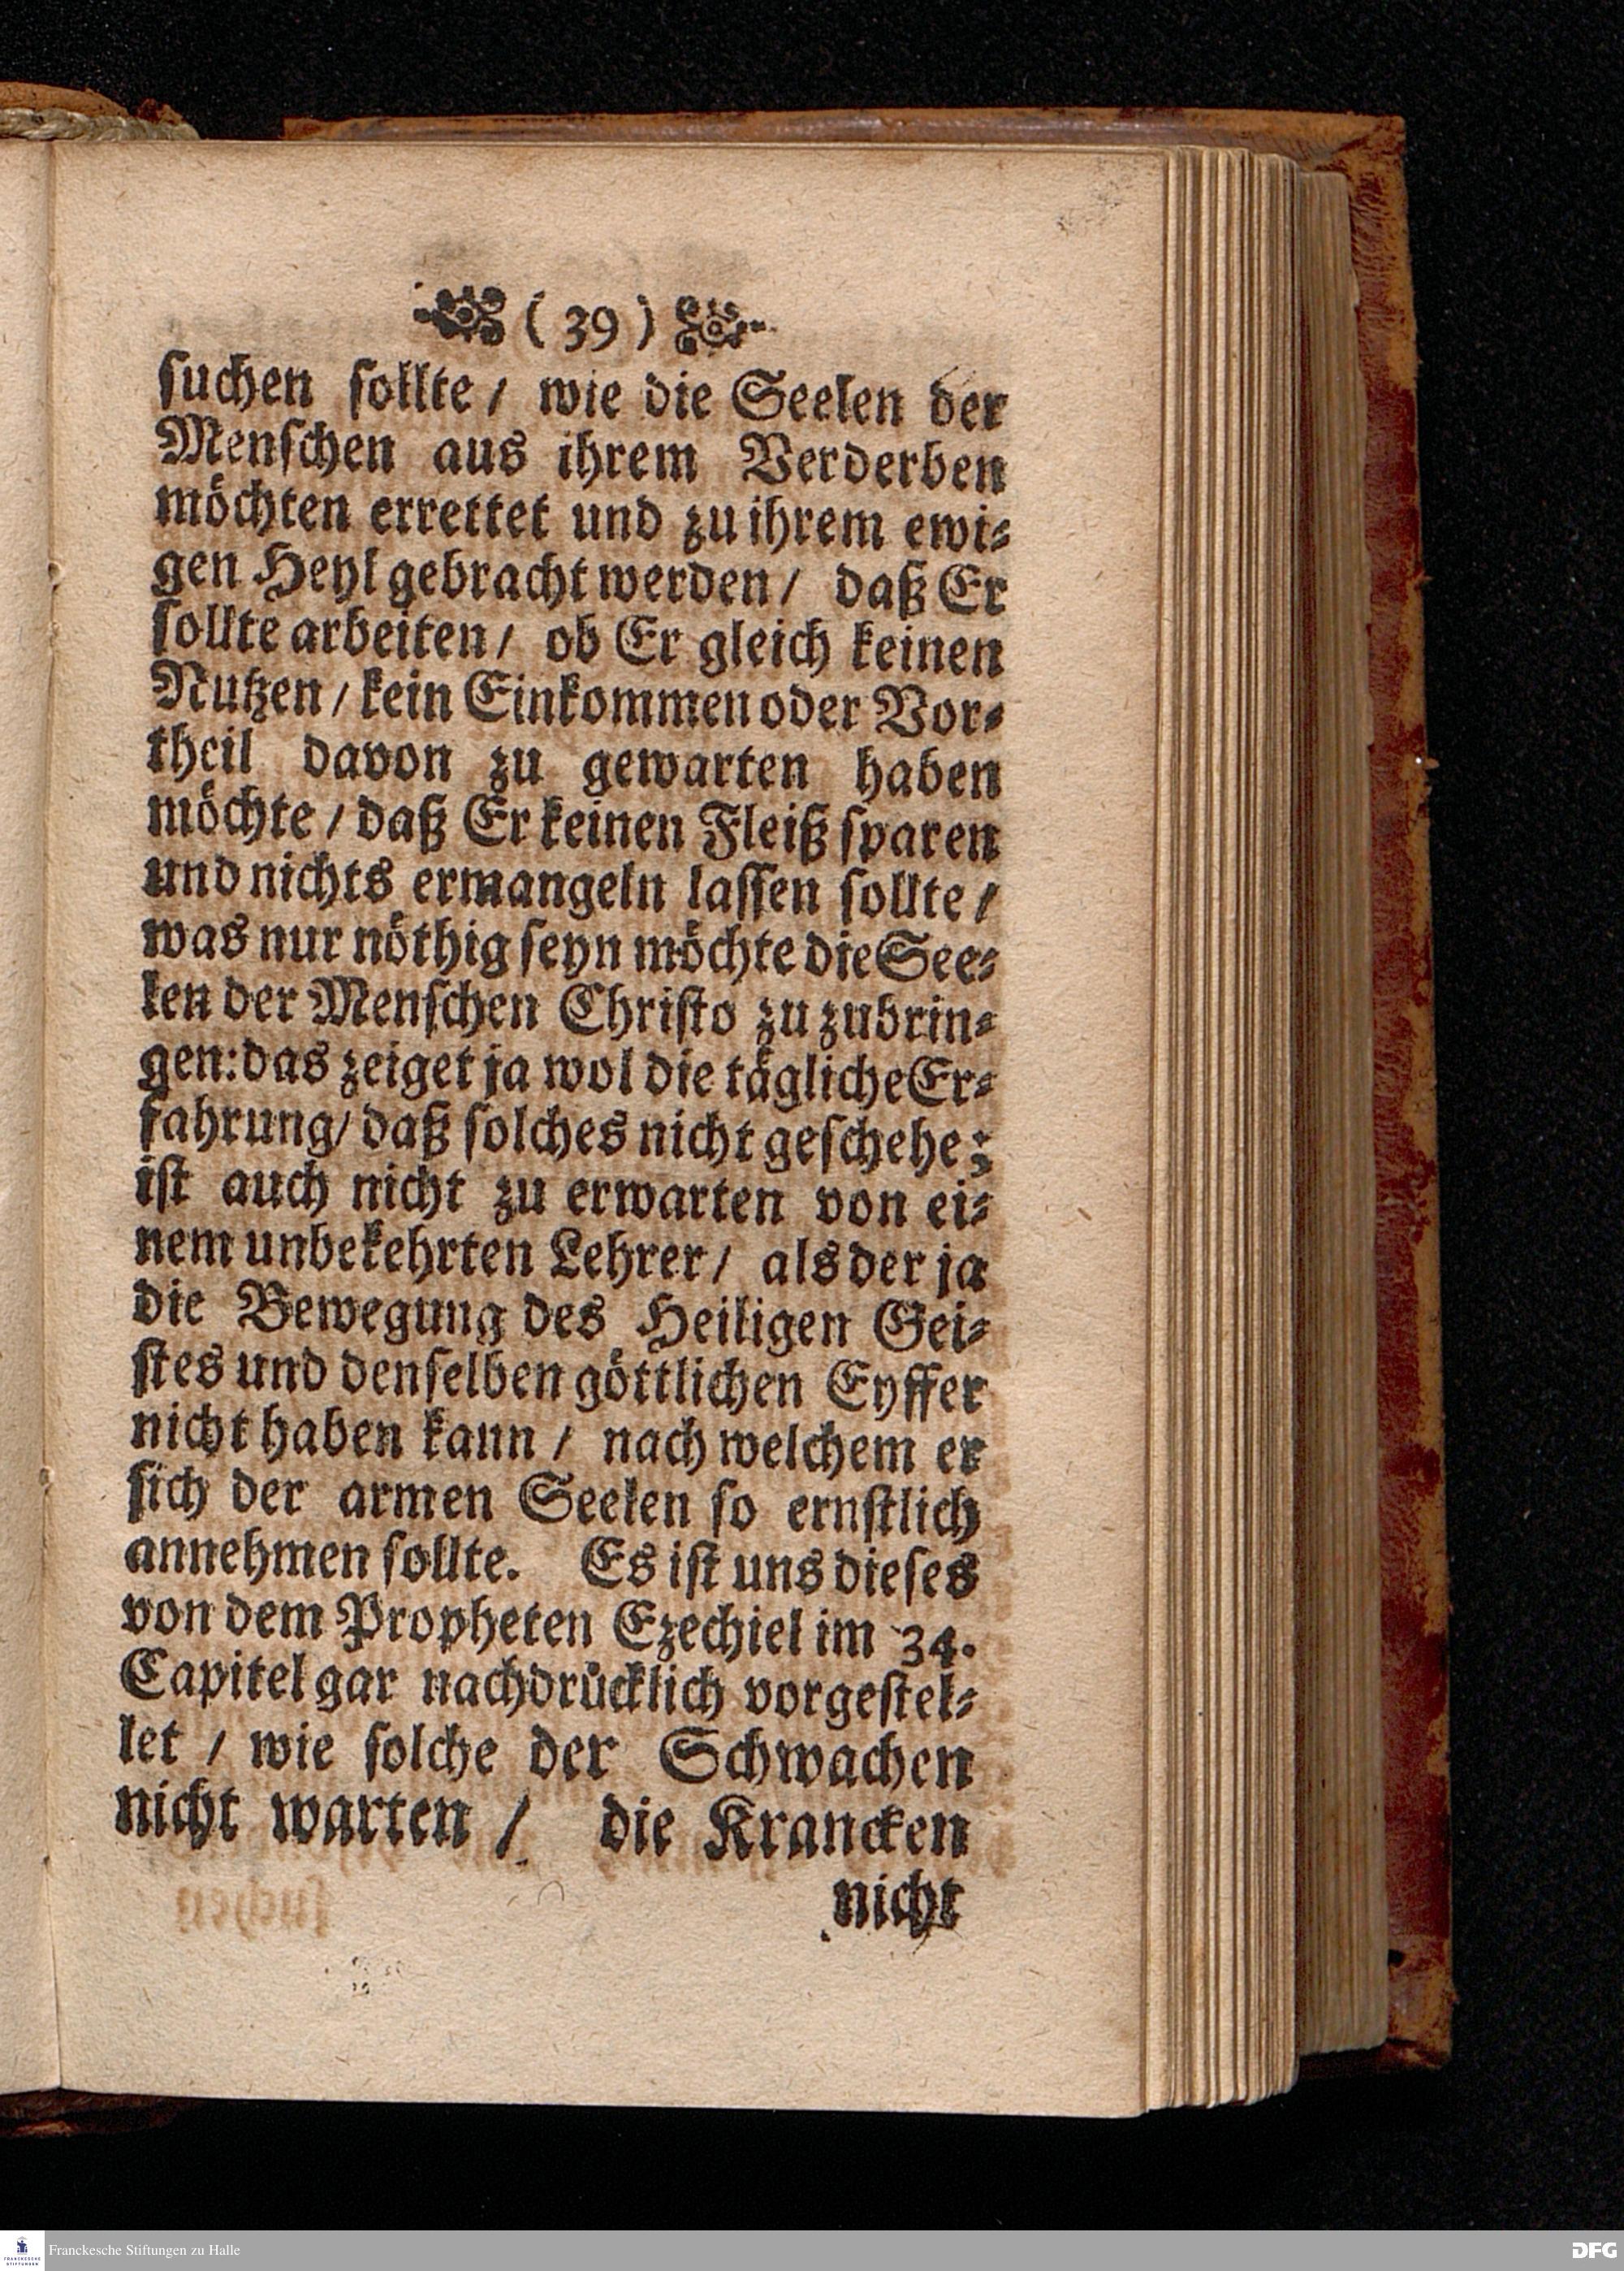 ( 39 )
suchen sollte / wie die Seelen der
Menschen aus ihrem Verderben
möchten errettet und zu ihrem ewi-
gen Heyl gebracht werden / daß Er
sollte arbeiten / ob Er gleich keinen
Nutzen / kein Einkommen oder Vor-
theil davon zu gewarten haben
möchte / daß Er keinen Fleiß sparen
und nichts ermangeln lassen sollte /
was nur nöthig seyn möchte die See-
len der Menschen Christo zu zubrin-
gen: das zeiget ja wol die tägliche Er-
fahrung / daß solches nicht geschehe;
ist auch nicht zu erwarten von ei-
nem unbekehrten Lehrer / als der ja
die Bewegung des Heiligen Gei-
stes und denselben göttlichen Eyffer
nicht haben kann / nach welchem er
sich der armen Seelen so ernstlich
annehmen sollte. Es ist uns dieses
von dem Propheten Ezechiel im 34.
Capitel gar nachdrücklich vorgestel-
let / wie solche der Schwachen
nicht warten / die Krancken
nicht
Franckesche Stiftungen zu Halle
FRANCKESCHE STIFTUNGEN
DFG